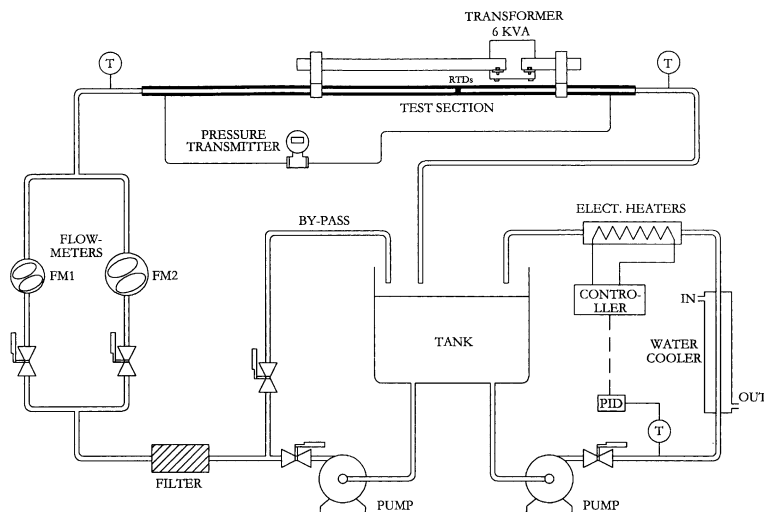 TRANSFORMER
6 KVA
T
T
RTDs
TEST SECTION
PRESSURE
TRANSMITTER
ELECT. HEATERS
BY-PASS
FLOW-
METERS
FM1
FM2
CONTRO-
LLER
IN
WATER
COOLER
TANK
OUT
PID
T
FILTER
PUMP
PUMP